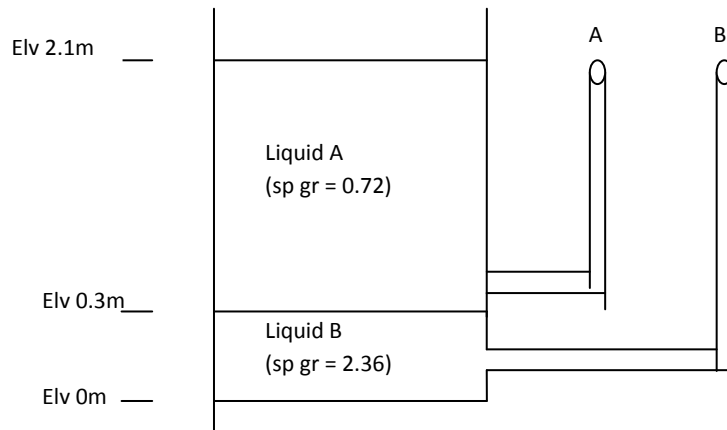 Elv 2.1m
A
B
Liquid A
(sp gr = 0.72)
Elv 0.3m
Liquid B
(sp gr = 2.36)
Elv 0m